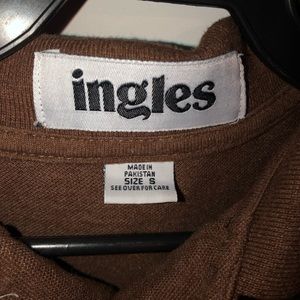 ingles
MADE IN
PAKISTAN
SIZE S
SEE OVER FOR CARE